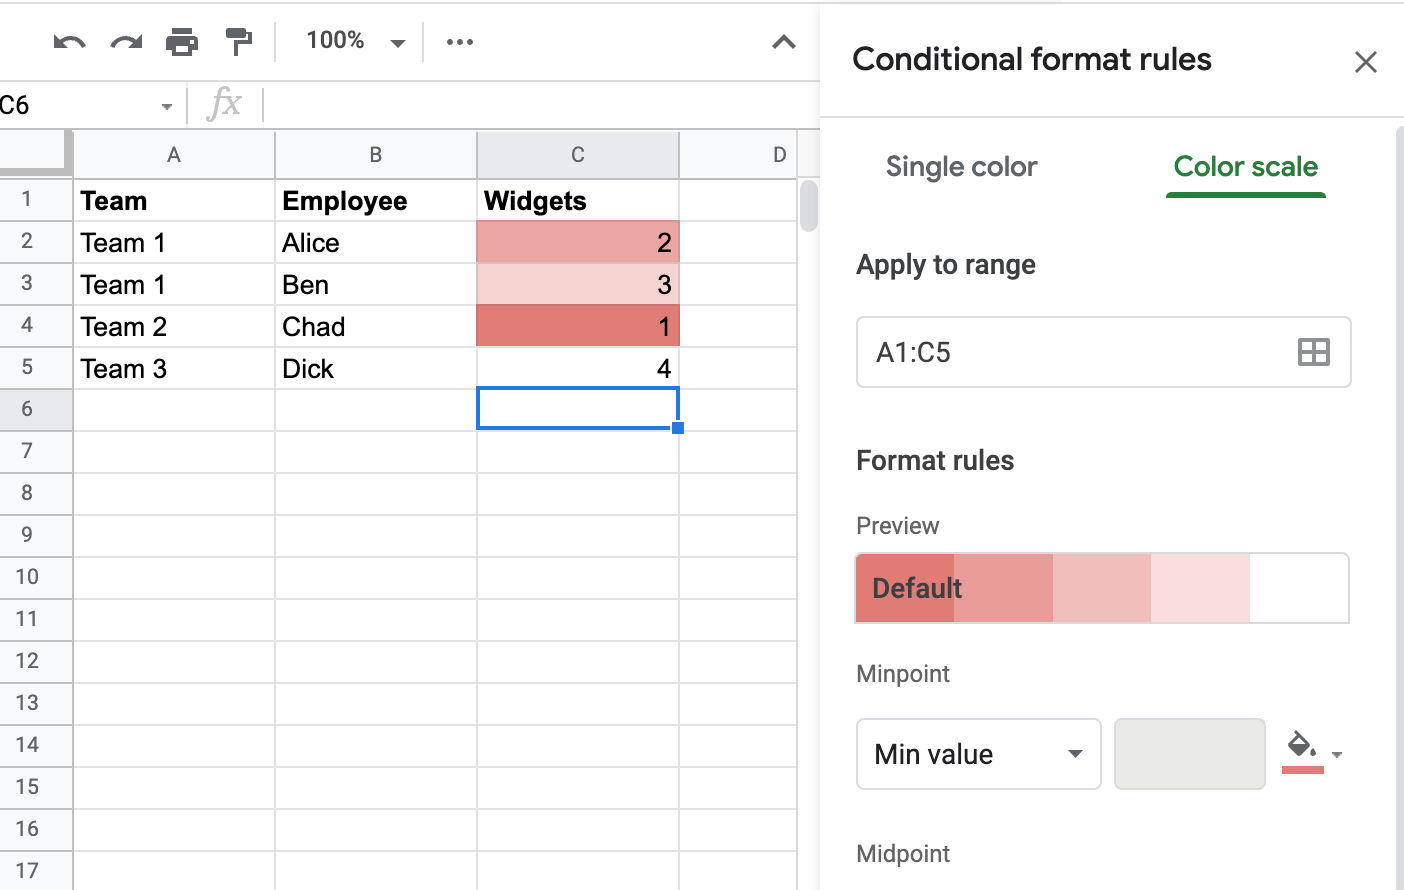 100%
Conditional format rules
C6
fx
A B C D
Single color Color scale
1 Team Employee Widgets
2 Team 1 Alice 2
3 Team 1 Ben 3
4 Team 2 Chad 1
5 Team 3 Dick 4
6
7
8
9
10
11
12
13
14
15
16
17
Apply to range
A1:C5
Format rules
Preview
Default
Minpoint
Min value
Midpoint